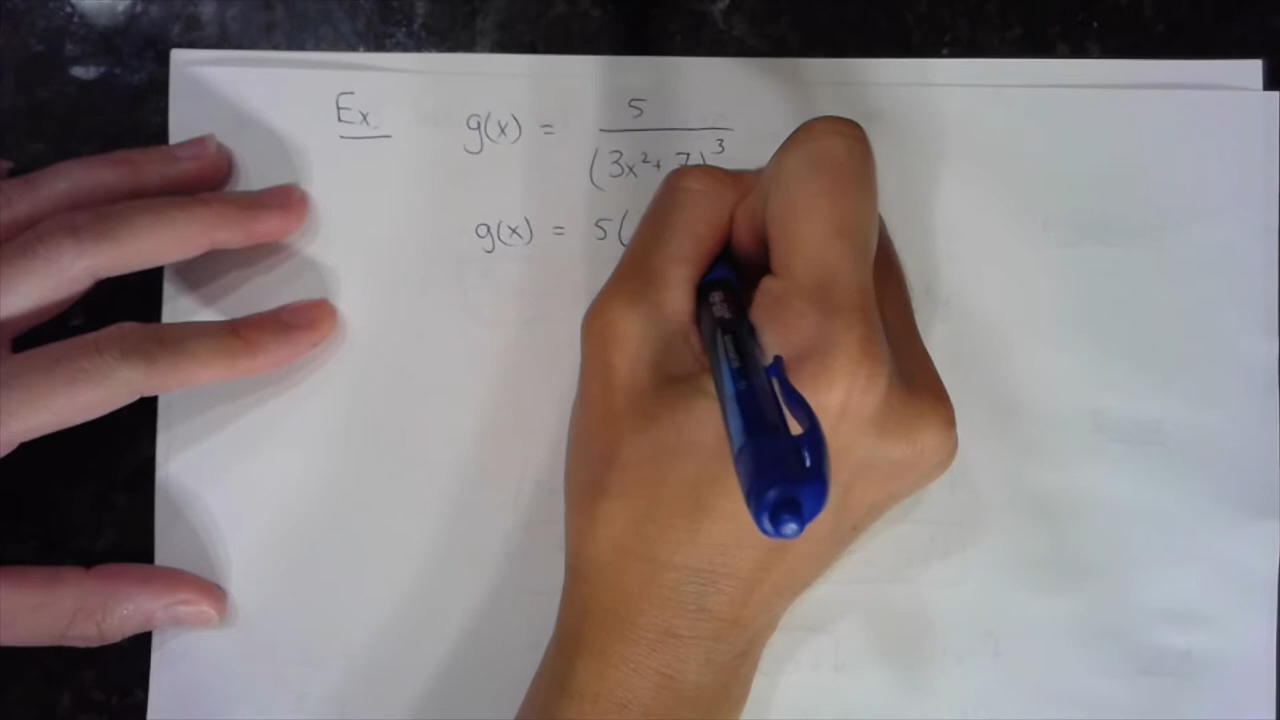 Ex. g(x) = 5 / (3x² + 7)³
g(x) = 5(